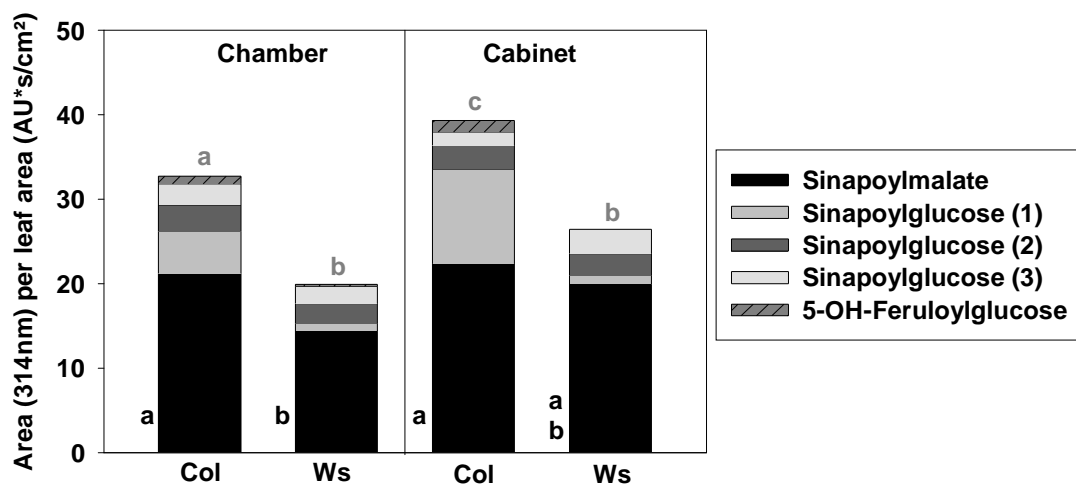 Area (314nm) per leaf area (AU*s/cm²)
50
40
30
20
10
0
Chamber
Cabinet
a
b
c
b
a
b
a
a
b
Col
Ws
Col
Ws
Sinapoylmalate
Sinapoylglucose (1)
Sinapoylglucose (2)
Sinapoylglucose (3)
5-OH-Feruloylglucose